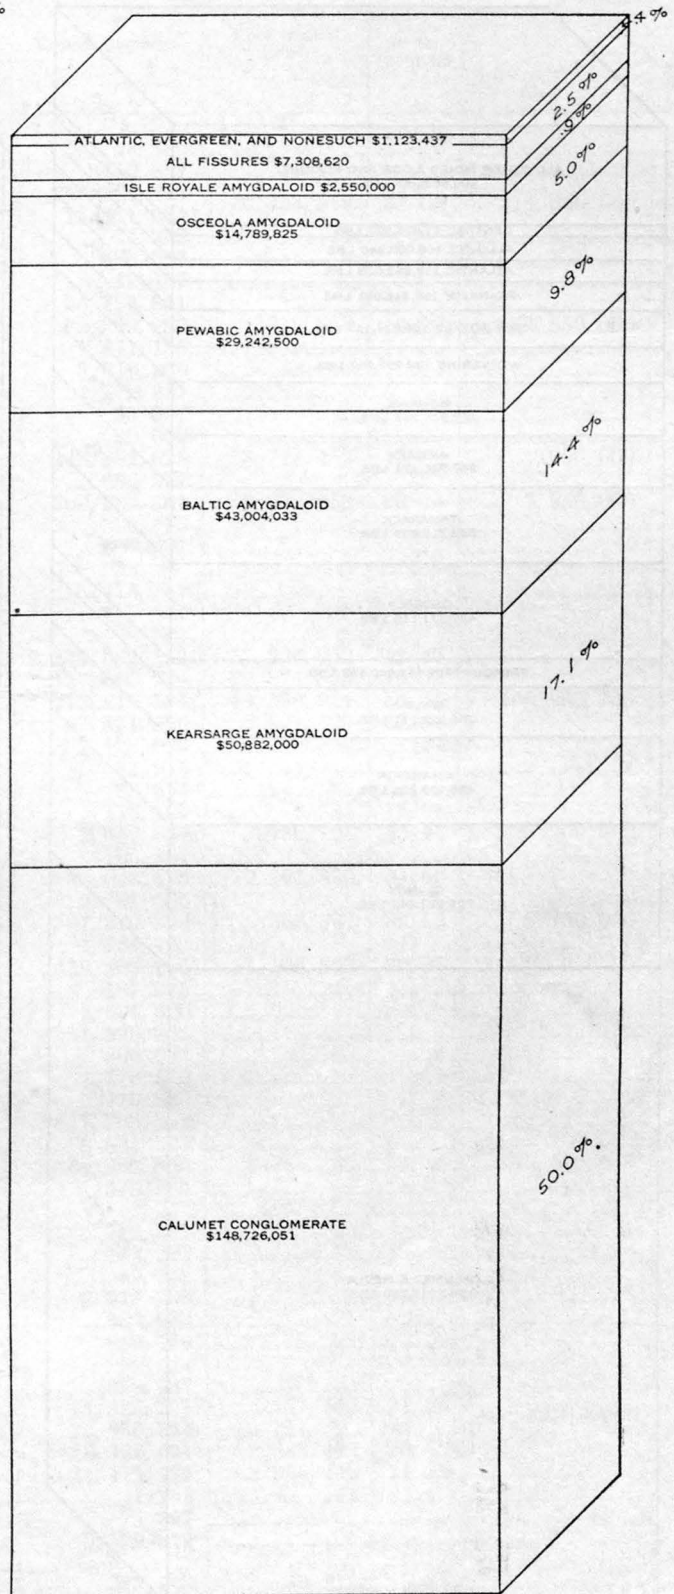 %
.4%
ATLANTIC, EVERGREEN, AND NONESUCH $1,123,437
2.5%
ALL FISSURES $7,308,620
.9%
ISLE ROYALE AMYGDALOID $2,550,000
5.0%
OSCEOLA AMYGDALOID
$14,789,825
9.8%
PEWABIC AMYGDALOID
$29,242,500
14.4%
BALTIC AMYGDALOID
$43,004,033
17.1%
KEARSARGE AMYGDALOID
$50,882,000
50.0%.
CALUMET CONGLOMERATE
$148,726,051